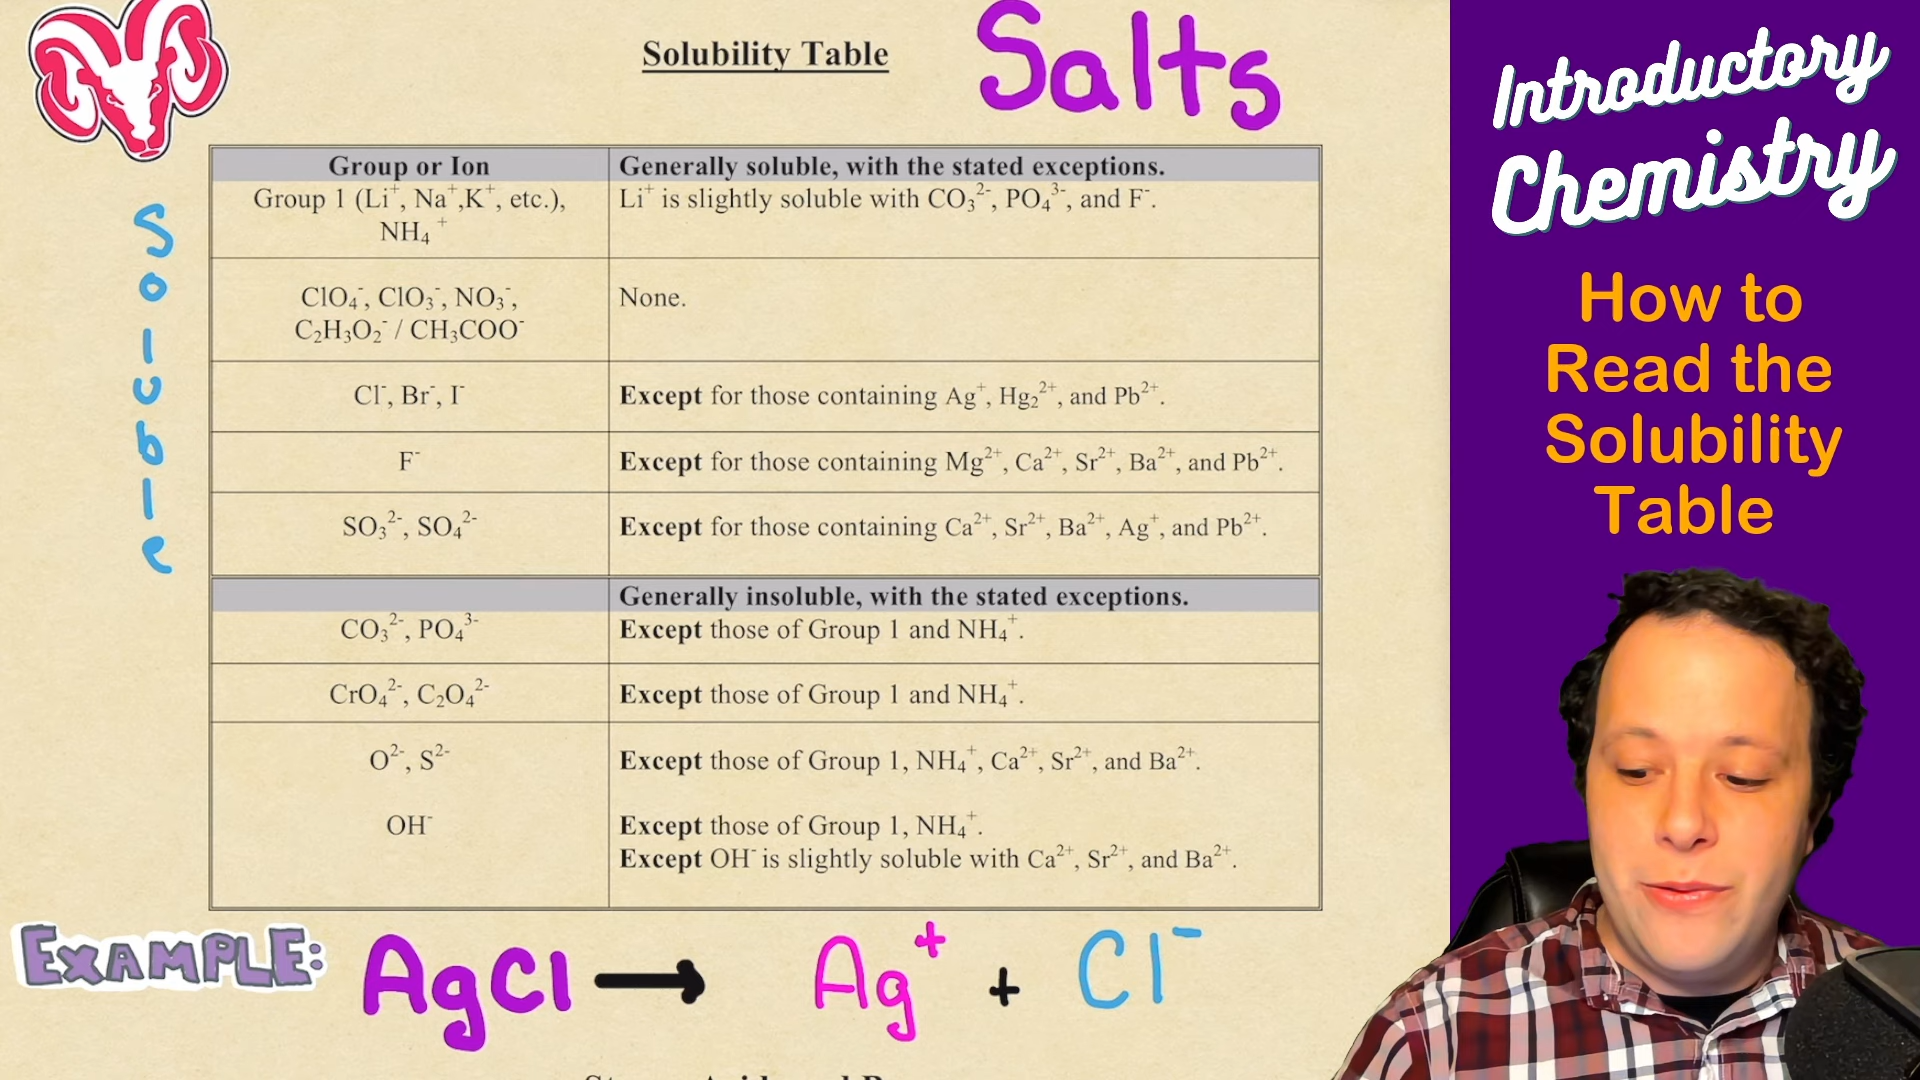 Solubility Table
Salts
Soluble
Group or Ion
Generally soluble, with the stated exceptions.
Group 1 (Li⁺, Na⁺,K⁺, etc.),
NH₄⁺
Li⁺ is slightly soluble with CO₃²⁻, PO₄³⁻, and F⁻.
ClO₄⁻, ClO₃⁻, NO₃⁻,
C₂H₃O₂⁻ / CH₃COO⁻
None.
Cl⁻, Br⁻, I⁻
Except for those containing Ag⁺, Hg₂²⁺, and Pb²⁺.
F⁻
Except for those containing Mg²⁺, Ca²⁺, Sr²⁺, Ba²⁺, and Pb²⁺.
SO₃²⁻, SO₄²⁻
Except for those containing Ca²⁺, Sr²⁺, Ba²⁺, Ag⁺, and Pb²⁺.
Generally insoluble, with the stated exceptions.
CO₃²⁻, PO₄³⁻
Except those of Group 1 and NH₄⁺.
CrO₄²⁻, C₂O₄²⁻
Except those of Group 1 and NH₄⁺.
O²⁻, S²⁻
Except those of Group 1, NH₄⁺, Ca²⁺, Sr²⁺, and Ba²⁺.
OH⁻
Except those of Group 1, NH₄⁺.
Except OH⁻ is slightly soluble with Ca²⁺, Sr²⁺, and Ba²⁺.
EXAMPLE: AgCl → Ag⁺ + Cl⁻
Introductory
Chemistry
How to
Read the
Solubility
Table